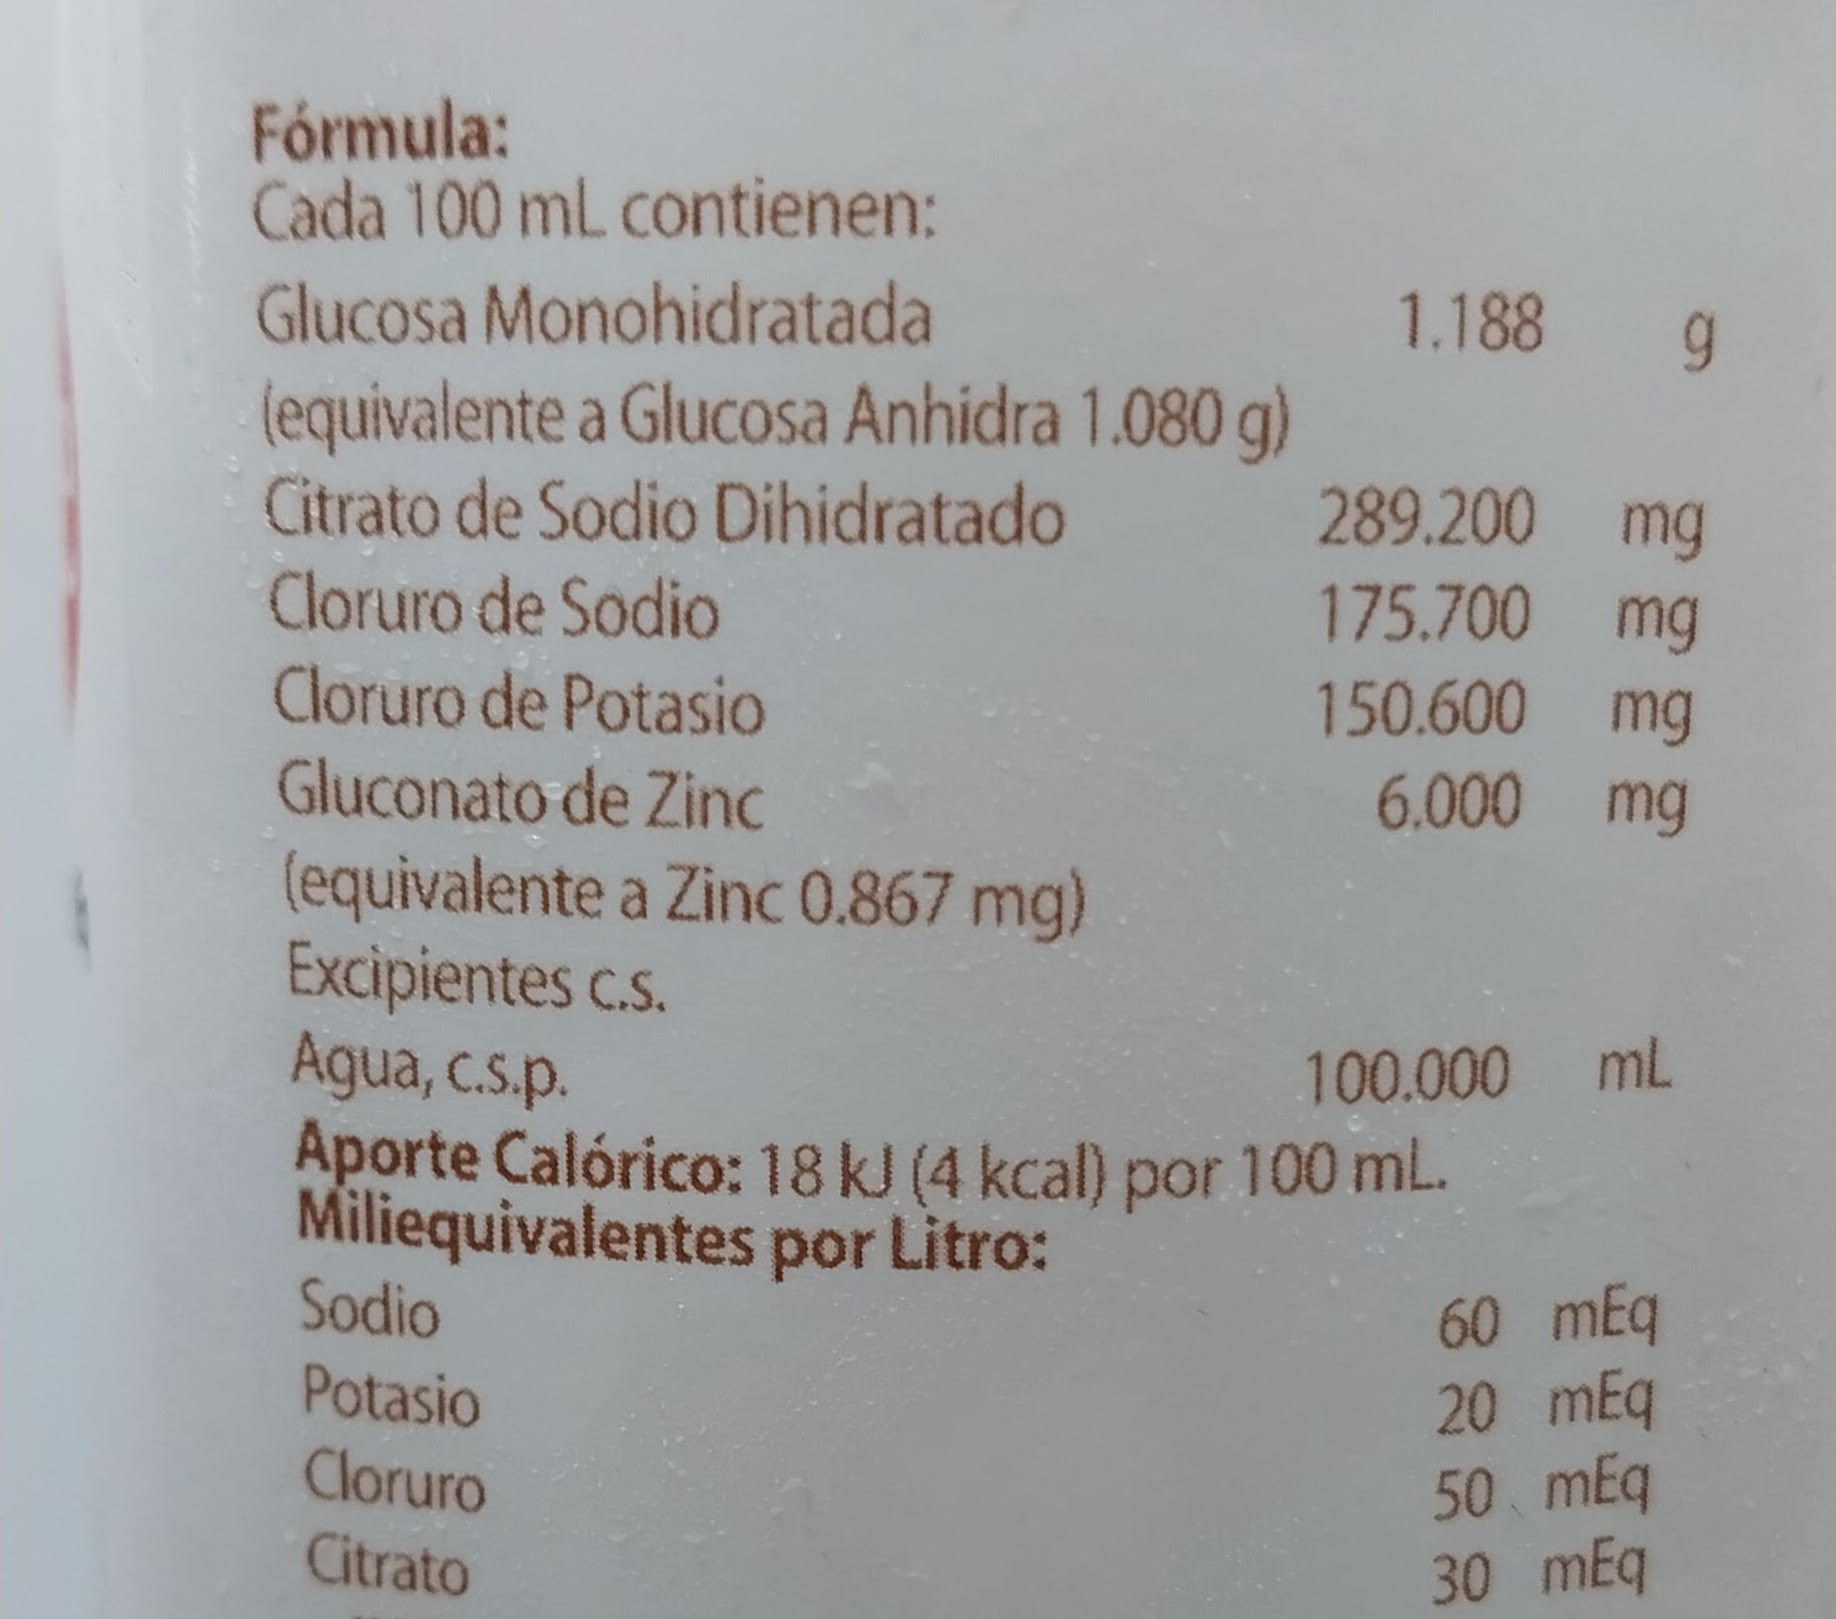 Fórmula:
Cada 100 mL contienen:
Glucosa Monohidratada 1.188 g
(equivalente a Glucosa Anhidra 1.080 g)
Citrato de Sodio Dihidratado 289.200 mg
Cloruro de Sodio 175.700 mg
Cloruro de Potasio 150.600 mg
Gluconato de Zinc 6.000 mg
(equivalente a Zinc 0.867 mg)
Excipientes c.s.
Agua, c.s.p. 100.000 mL
Aporte Calórico: 18 kJ (4 kcal) por 100 mL.
Miliequivalentes por Litro:
Sodio 60 mEq
Potasio 20 mEq
Cloruro 50 mEq
Citrato 30 mEq